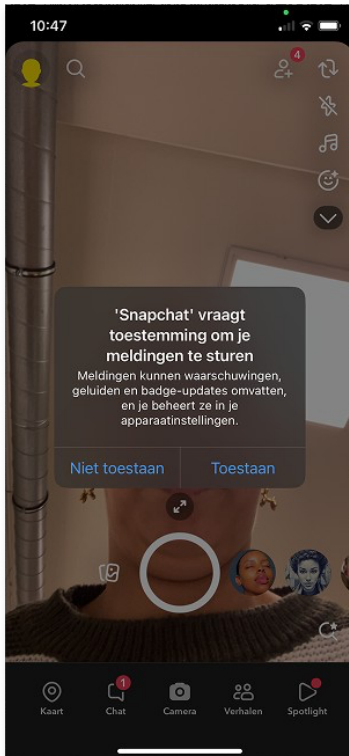 10:47
4
'Snapchat' vraagt
toestemming om je
meldingen te sturen
Meldingen kunnen waarschuwingen,
geluiden en badge-updates omvatten,
en je beheert ze in je
apparaatinstellingen.
Niet toestaan
Toestaan
1
Kaart
Chat
Camera
Verhalen
Spotlight